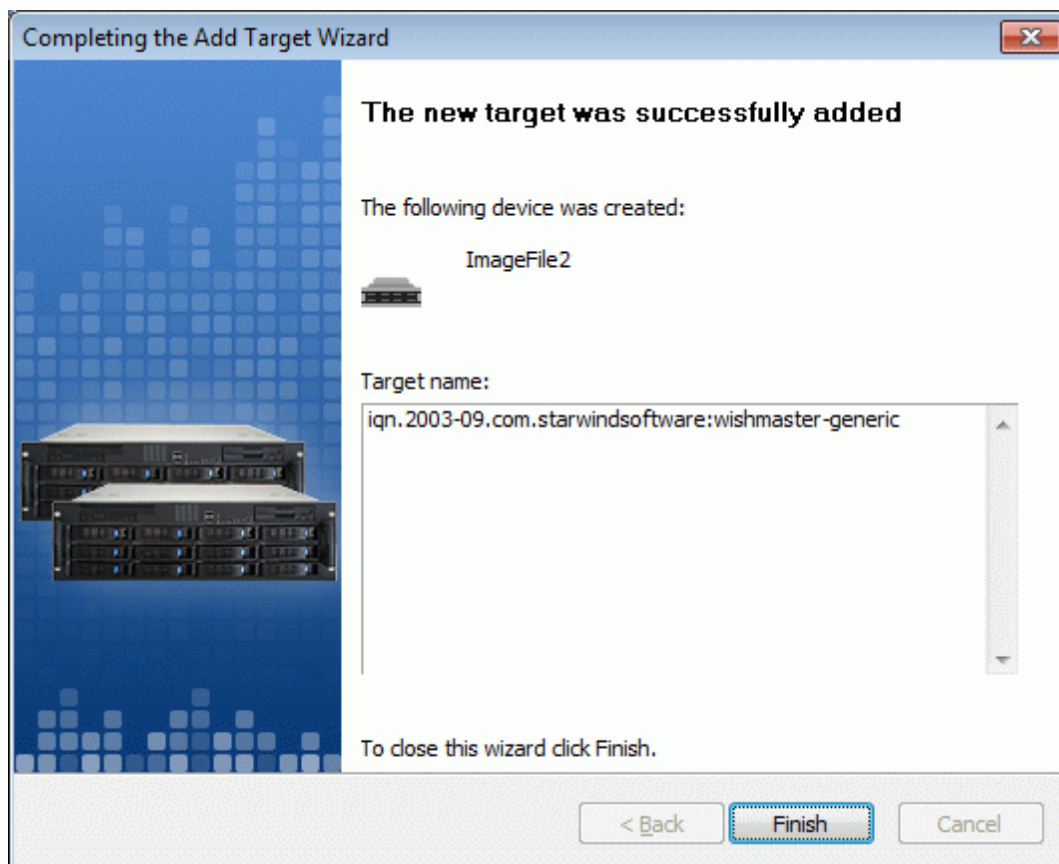 Completing the Add Target Wizard
The new target was successfully added
The following device was created:
ImageFile2
Target name:
iqn.2003-09.com.starwindsoftware:wishmaster-generic
To close this wizard click Finish.
< Back
Finish
Cancel